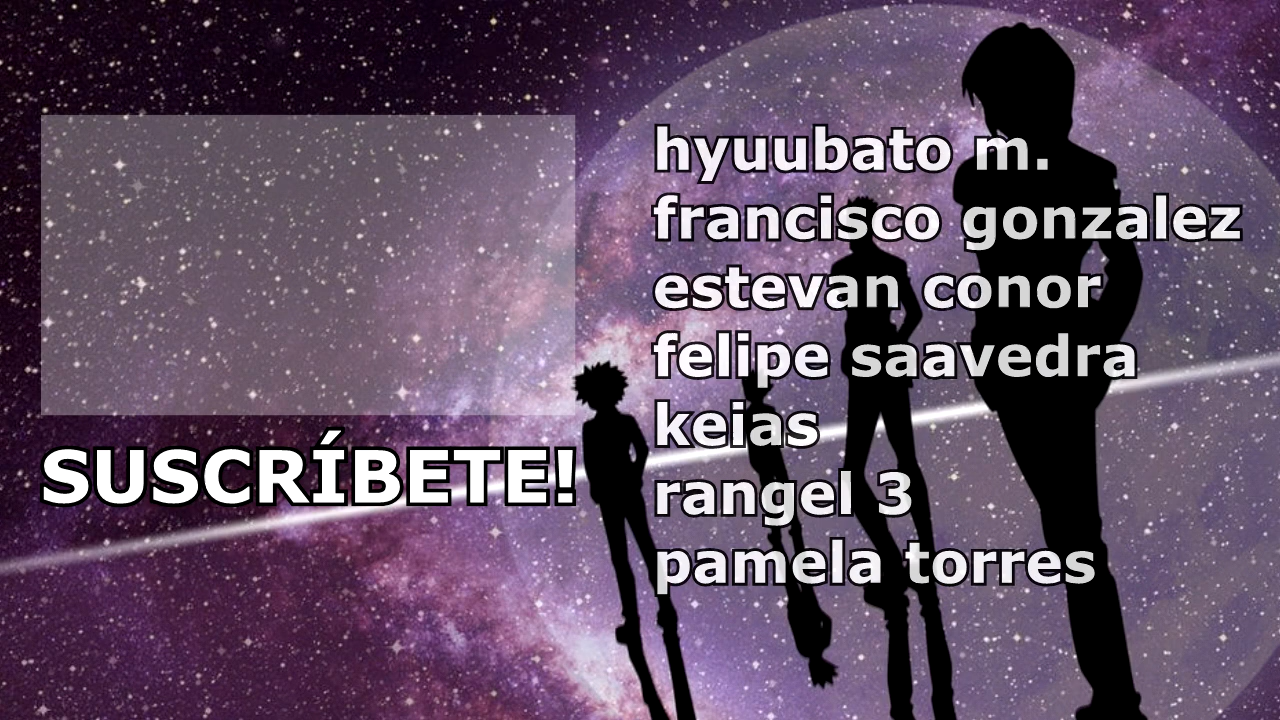 hyuubato m.
francisco gonzalez
estevan conor
felipe saavedra
keias
rangel 3
pamela torres
SUSCRÍBETE!